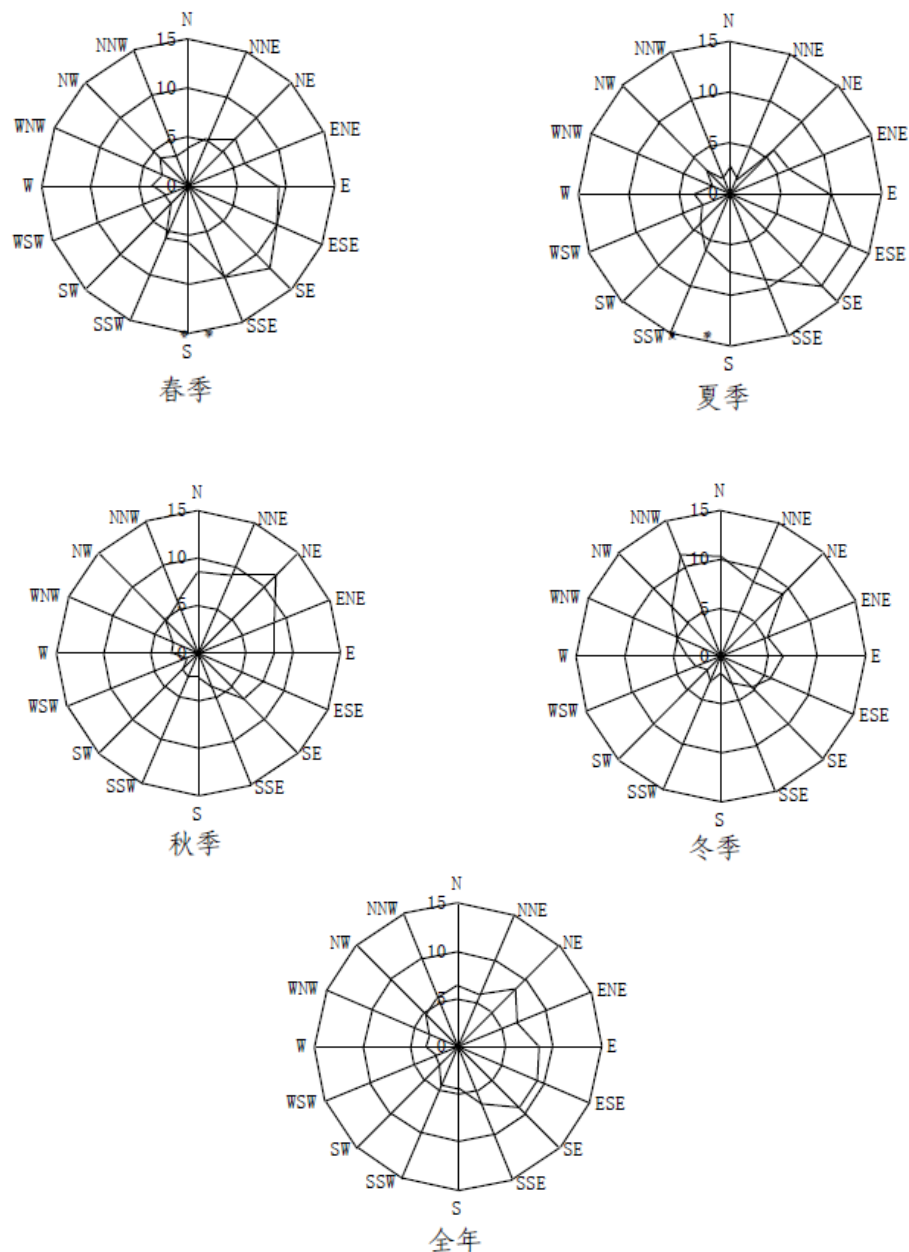 N
NNW 15 NNE
NW NE
10
WNW ENE
5
W 0 E
WSW ESE
SW SE
SSW SSE
* *
S
春季
N
NNW 15 NNE
NW NE
10
WNW ENE
5
W 0 E
WSW ESE
SW SE
SSW * * SSE
S
夏季
N
NNW 15 NNE
NW NE
10
WNW ENE
5
W 0 E
WSW ESE
SW SE
SSW SSE
S
秋季
N
NNW 15 NNE
NW NE
10
WNW ENE
5
W 0 E
WSW ESE
SW SE
SSW SSE
S
冬季
N
NNW 15 NNE
NW NE
10
WNW ENE
5
W 0 E
WSW ESE
SW SE
SSW SSE
S
全年